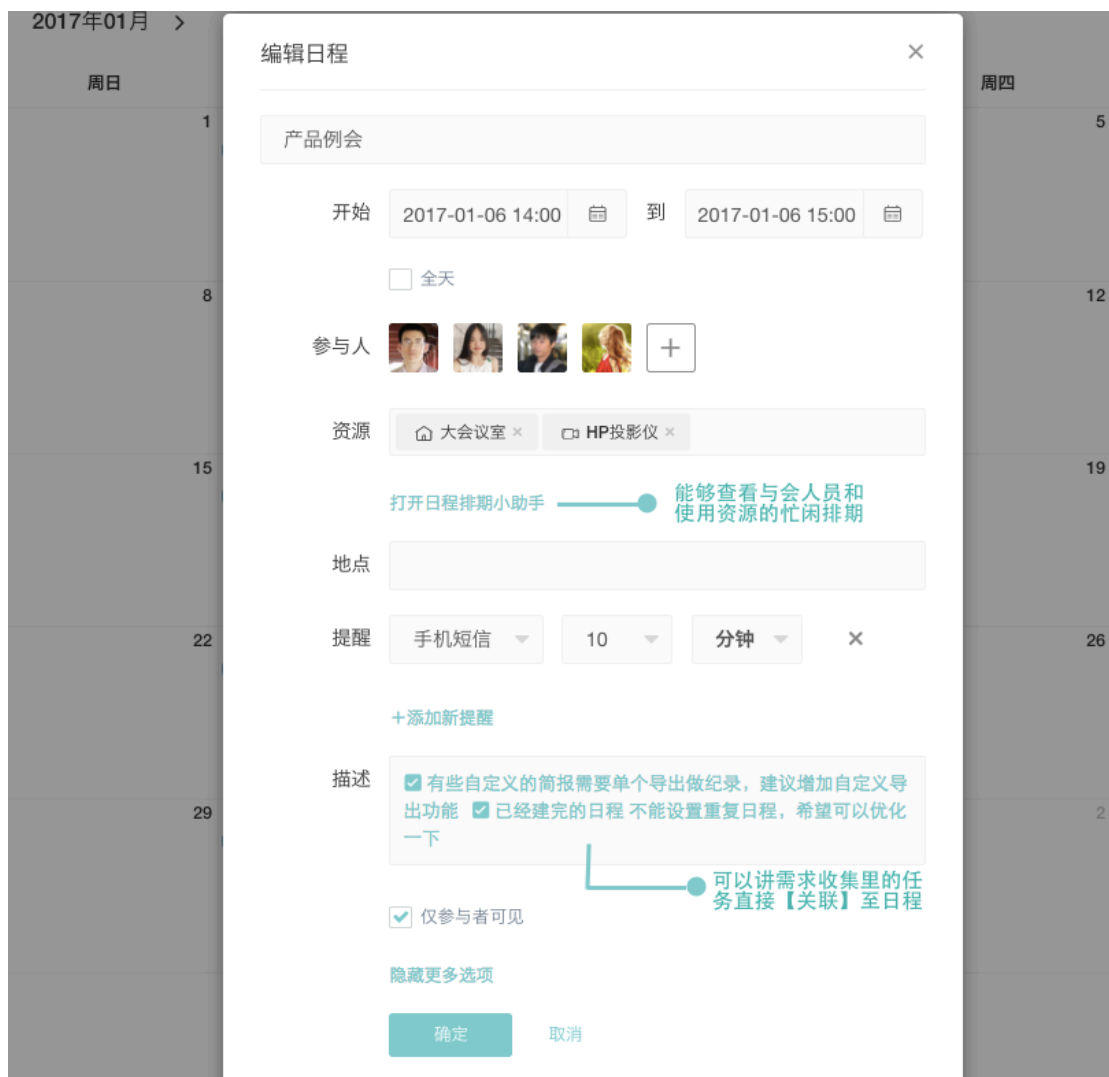 2017年01月 >
编辑日程 ×
周日 周四
1 5
产品例会
开始 2017-01-06 14:00 到 2017-01-06 15:00
全天
8 12
参与人 +
资源 大会议室 × HP投影仪 ×
15 19
打开日程排期小助手
能够查看与会人员和
使用资源的忙闲排期
地点
提醒 手机短信 10 分钟 ×
22 26
+添加新提醒
描述
有些自定义的简报需要单个导出做纪录，建议增加自定义导
出功能 已经建完的日程 不能设置重复日程，希望可以优化
一下
29 2
可以讲需求收集里的任
务直接【关联】至日程
仅参与者可见
隐藏更多选项
确定 取消